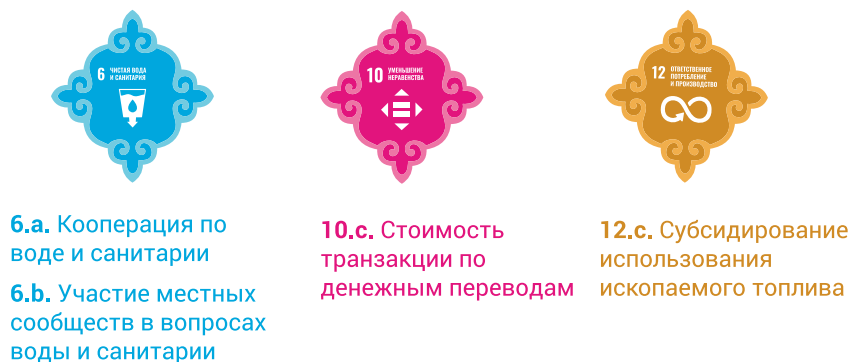 6 ЧИСТАЯ ВОДА
И САНИТАРИЯ
10 УМЕНЬШЕНИЕ
НЕРАВЕНСТВА
12 ОТВЕТСТВЕННОЕ
ПОТРЕБЛЕНИЕ
И ПРОИЗВОДСТВО
6.a. Кооперация по
воде и санитарии
6.b. Участие местных
сообществ в вопросах
воды и санитарии
10.c. Стоимость
транзакции по
денежным переводам
12.c. Субсидирование
использования
ископаемого топлива